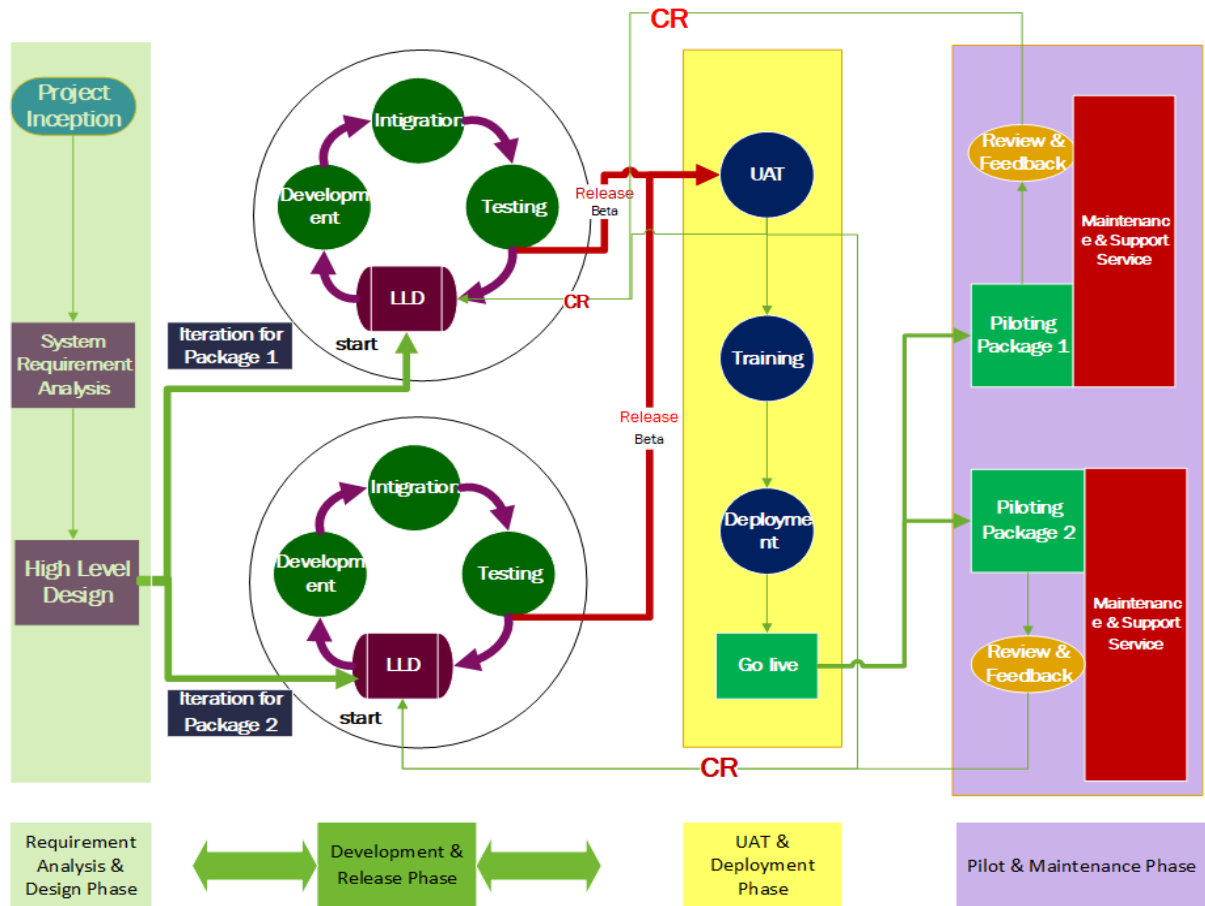 CR
Project
Inception
System
Requirement
Analysis
High Level
Design
Intigration
Developm
ent
Testing
LLD
start
Iteration for
Package 1
Release
Beta
CR
Intigration
Developm
ent
Testing
LLD
start
Iteration for
Package 2
Release
Beta
CR
UAT
Training
Deployme
nt
Go live
Review &
Feedback
Maintenanc
e & Support
Service
Piloting
Package 1
Piloting
Package 2
Maintenanc
e & Support
Service
Review &
Feedback
Requirement
Analysis &
Design Phase
Development &
Release Phase
UAT &
Deployment
Phase
Pilot & Maintenance Phase